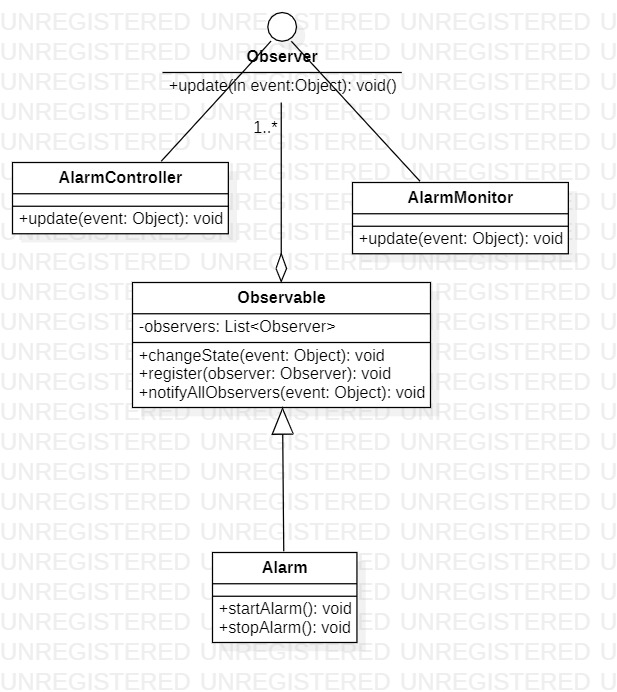 Observer
+update(in event:Object): void()
1..*
AlarmController
+update(event: Object): void
AlarmMonitor
+update(event: Object): void
Observable
-observers: List<Observer>
+changeState(event: Object): void
+register(observer: Observer): void
+notifyAllObservers(event: Object): void
Alarm
+startAlarm(): void
+stopAlarm(): void
UNREGISTERED